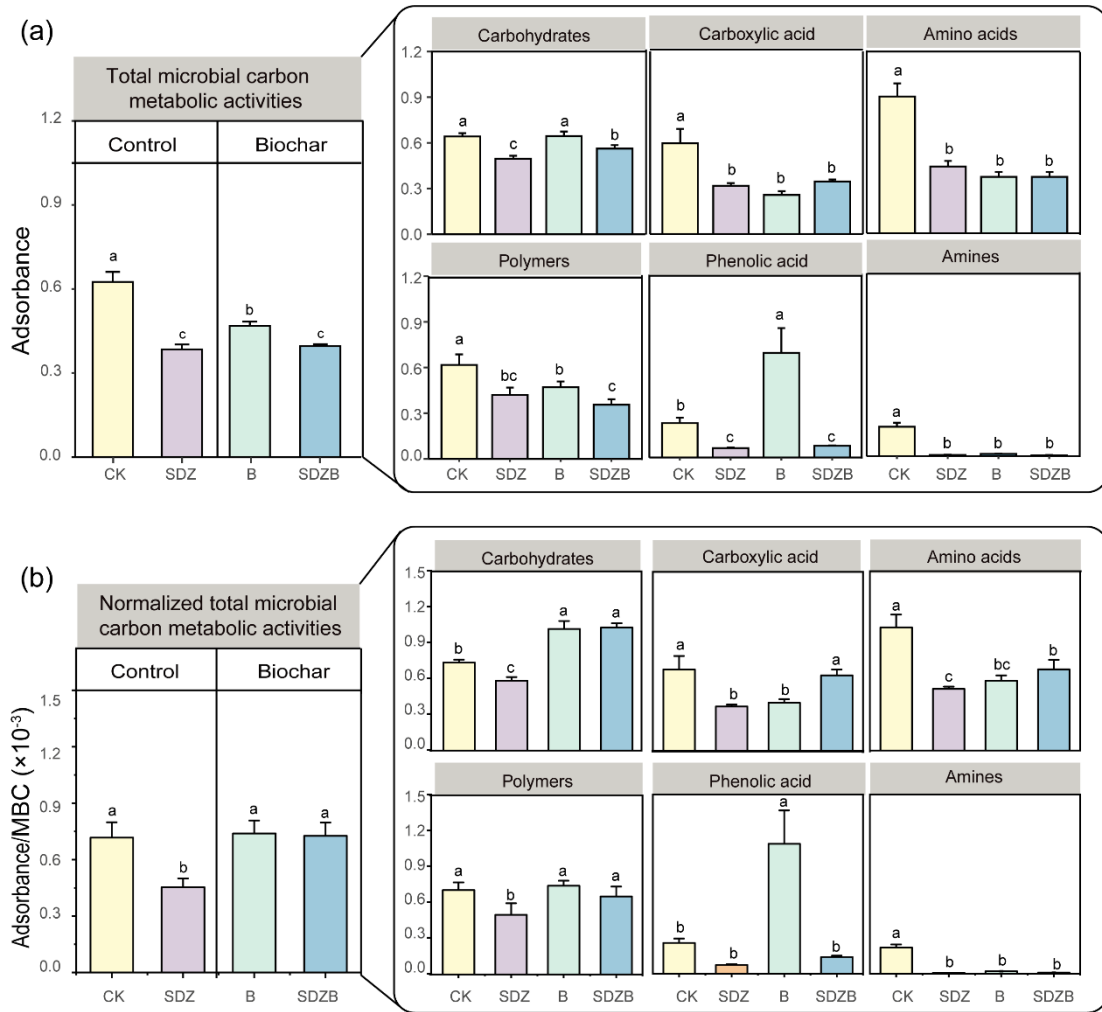 (a)
Total microbial carbon
metabolic activities
Control Biochar
Adsorbance
1.2
0.9
0.6
0.3
0.0
a
c
b
c
CK SDZ B SDZB
Carbohydrates Carboxylic acid Amino acids
1.2
0.9
0.6
0.3
0.0
a c a b
a b b b
a b b b
Polymers Phenolic acid Amines
1.2
0.9
0.6
0.3
0.0
a bc b c
b c a c
a b b b
CK SDZ B SDZB CK SDZ B SDZB CK SDZ B SDZB
(b)
Normalized total microbial
carbon metabolic activities
Control Biochar
Adsorbance/MBC (×10⁻³)
1.5
1.2
0.9
0.6
0.3
0.0
a b a a
CK SDZ B SDZB
Carbohydrates Carboxylic acid Amino acids
1.5
1.2
0.9
0.6
0.3
0.0
b c a a
a b b a
a c bc b
Polymers Phenolic acid Amines
1.5
1.2
0.9
0.6
0.3
0.0
a b a a
b b a b
a b b b
CK SDZ B SDZB CK SDZ B SDZB CK SDZ B SDZB